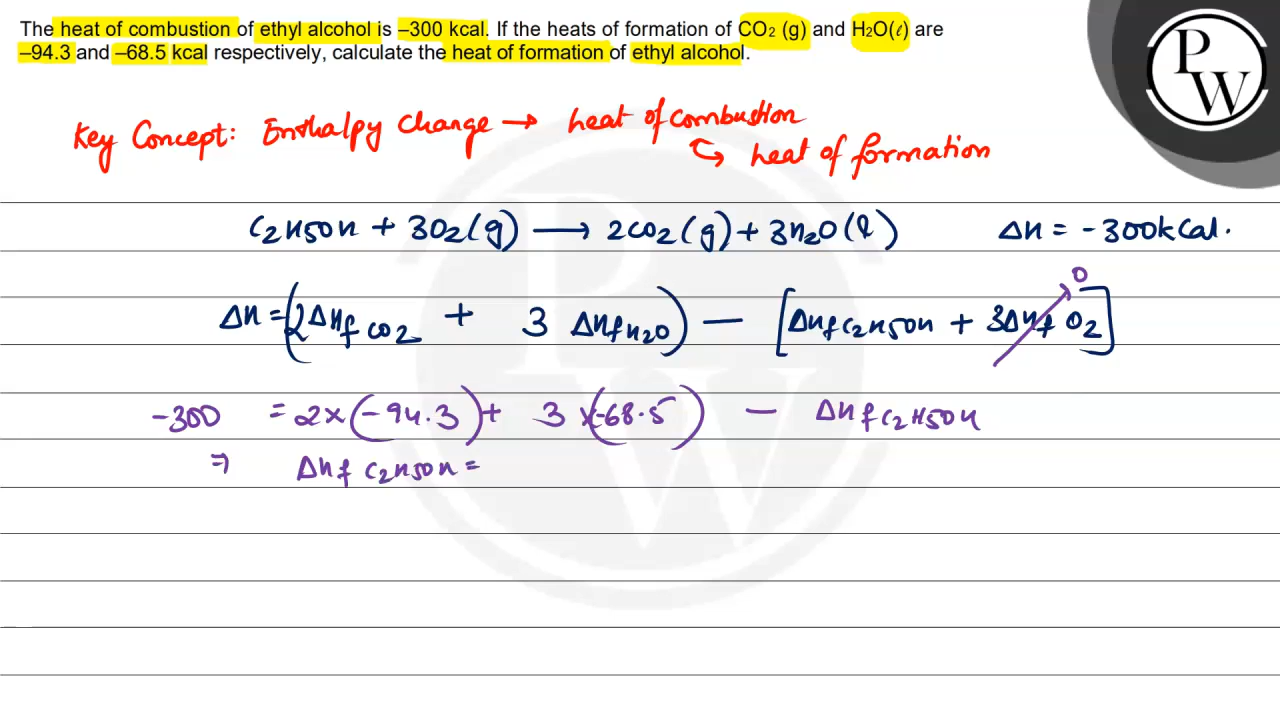 The heat of combustion of ethyl alcohol is –300 kcal. If the heats of formation of CO₂ (g) and H₂O(ℓ) are
–94.3 and –68.5 kcal respectively, calculate the heat of formation of ethyl alcohol.
P
W
Key Concept: Enthalpy change → heat of combustion
↪ heat of formation
C₂H5OH + 3O₂(g) → 2CO₂(g) + 3H₂O(l) ΔH = -300kCal.
ΔH = (2ΔHf CO₂ + 3 ΔHf H₂O) — [ΔHf C₂H5OH + 3ΔHf O₂] 0
-300 = 2×(-94.3) + 3×(-68.5) — ΔHf C₂H5OH
⇒ ΔHf C₂H5OH =